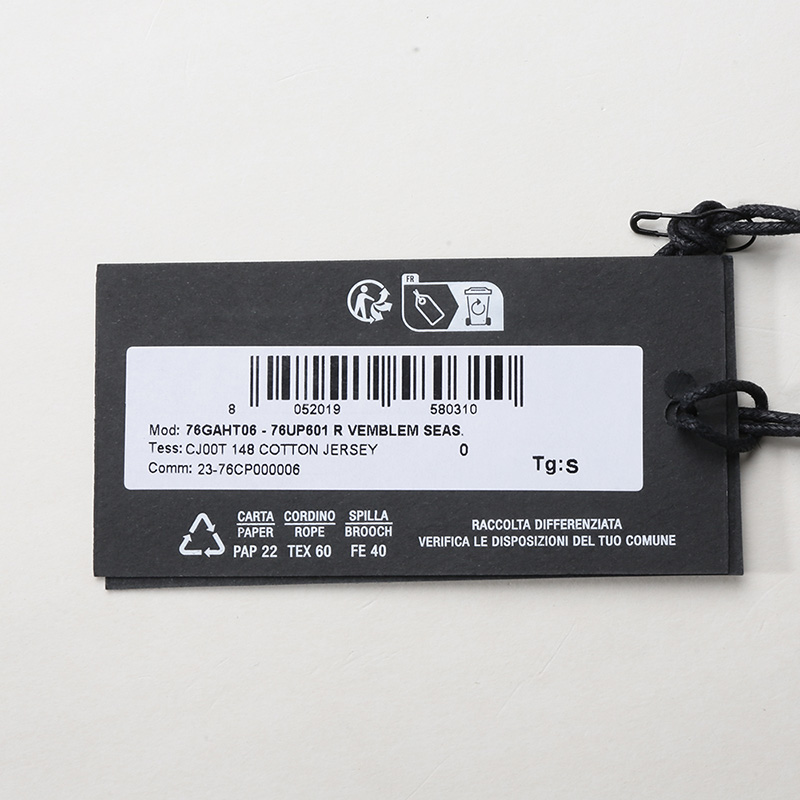 FR
8 052019 580310
Mod: 76GAHT06 - 76UP601 R VEMBLEM SEAS.
Tess: CJ00T 148 COTTON JERSEY 0
Comm: 23-76CP000006
Tg: S
CARTA CORDINO SPILLA
PAPER ROPE BROOCH
PAP 22 TEX 60 FE 40
RACCOLTA DIFFERENZIATA
VERIFICA LE DISPOSIZIONI DEL TUO COMUNE